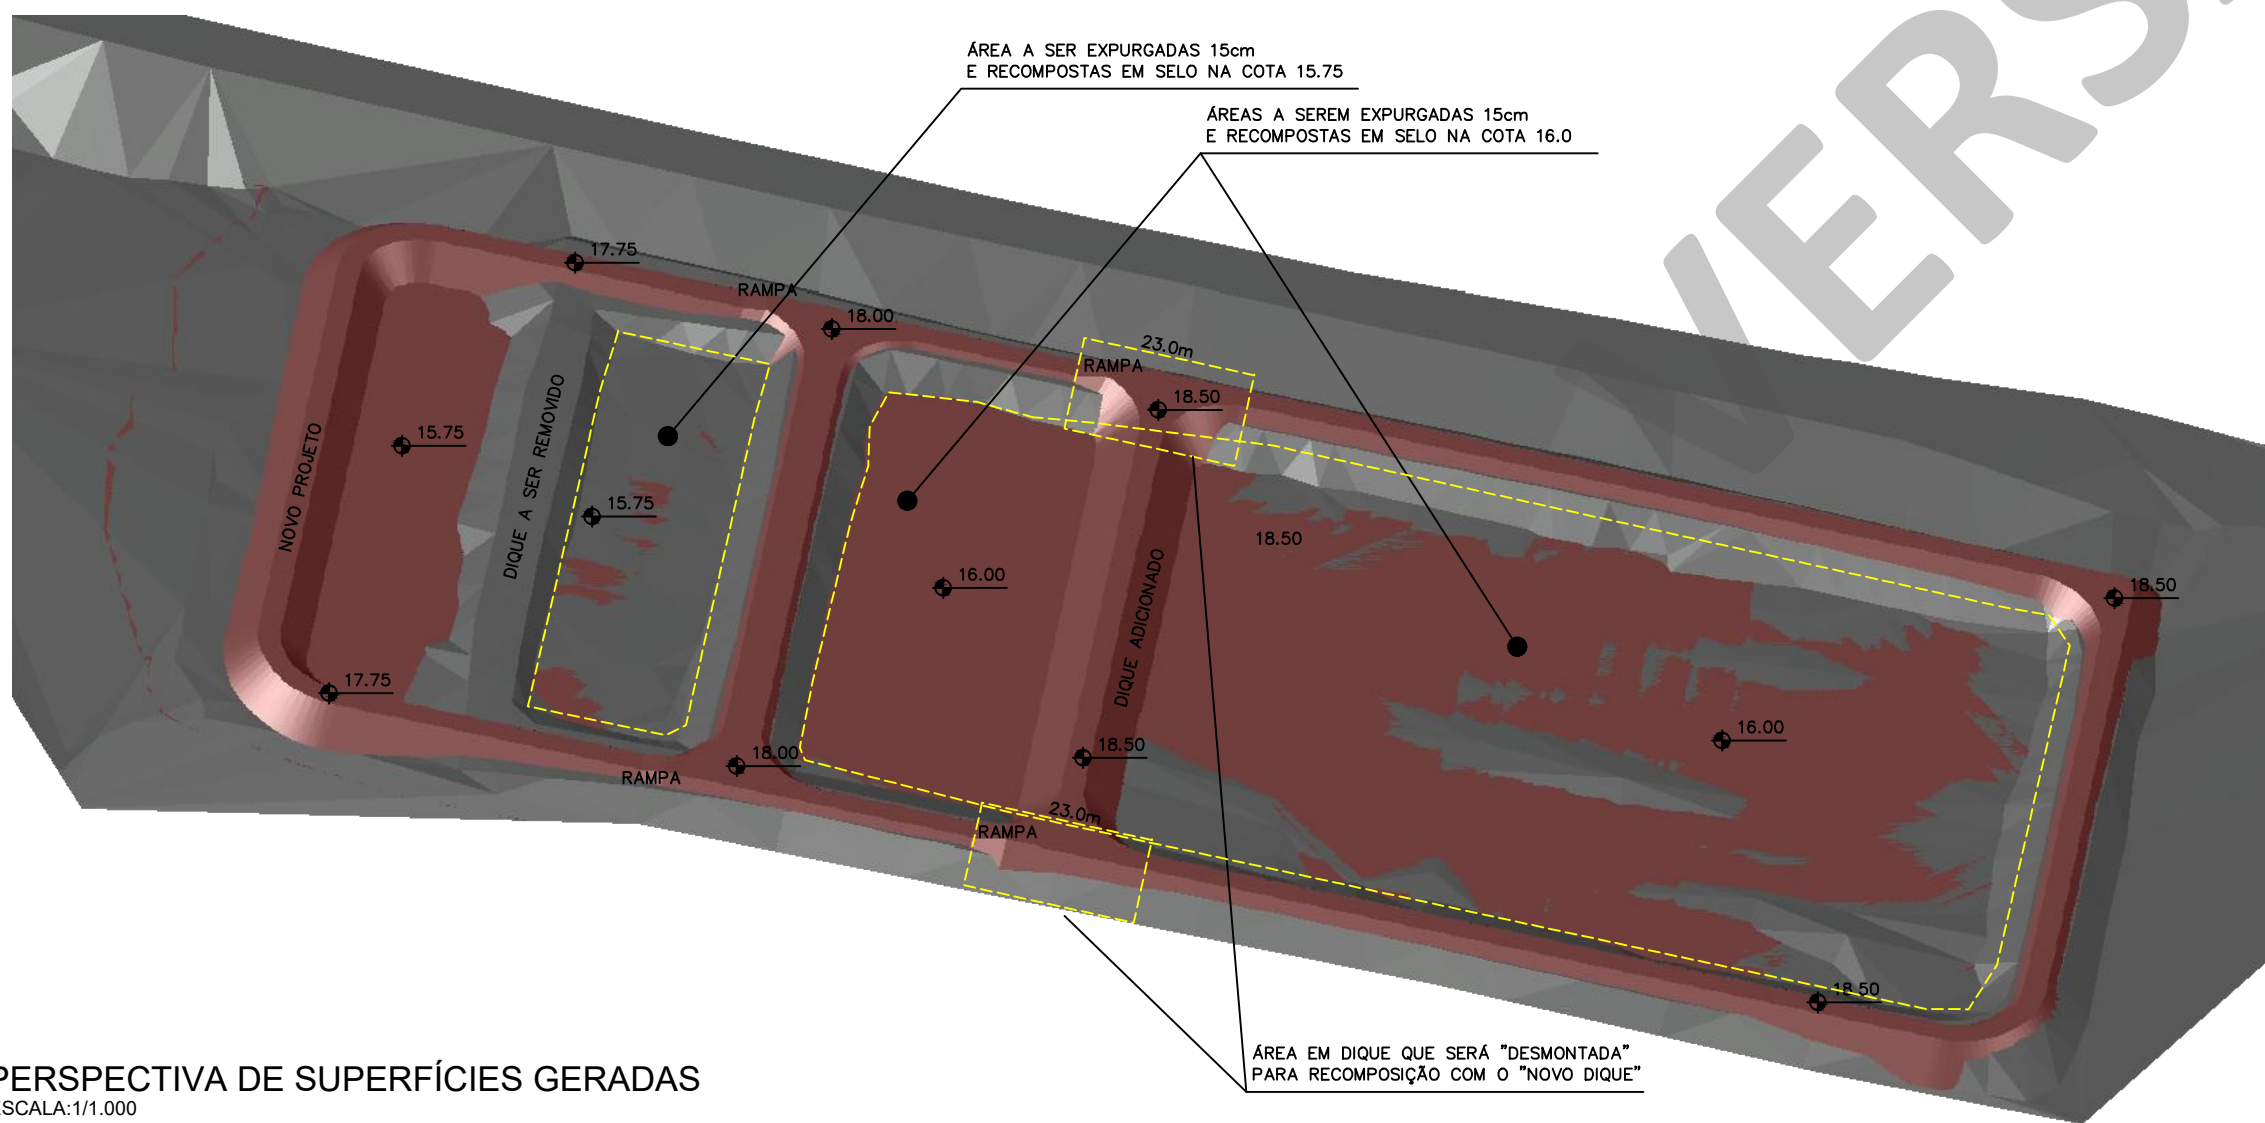 ÁREA A SER EXPURGADAS 15cm
E RECOMPOSTAS EM SELO NA COTA 15.75
ÁREAS A SEREM EXPURGADAS 15cm
E RECOMPOSTAS EM SELO NA COTA 16.0
VERS
17.75
RAMPA
18.00
23.0m
RAMPA
18.50
NOVO PROJETO
15.75
DIQUE A SER REMOVIDO
15.75
16.00
DIQUE ADICIONADO
18.50
18.50
17.75
18.00
RAMPA
18.50
16.00
23.0m
RAMPA
18.50
ÁREA EM DIQUE QUE SERÁ "DESMONTADA"
PARA RECOMPOSIÇÃO COM O "NOVO DIQUE"
PERSPECTIVA DE SUPERFÍCIES GERADAS
ESCALA:1/1.000